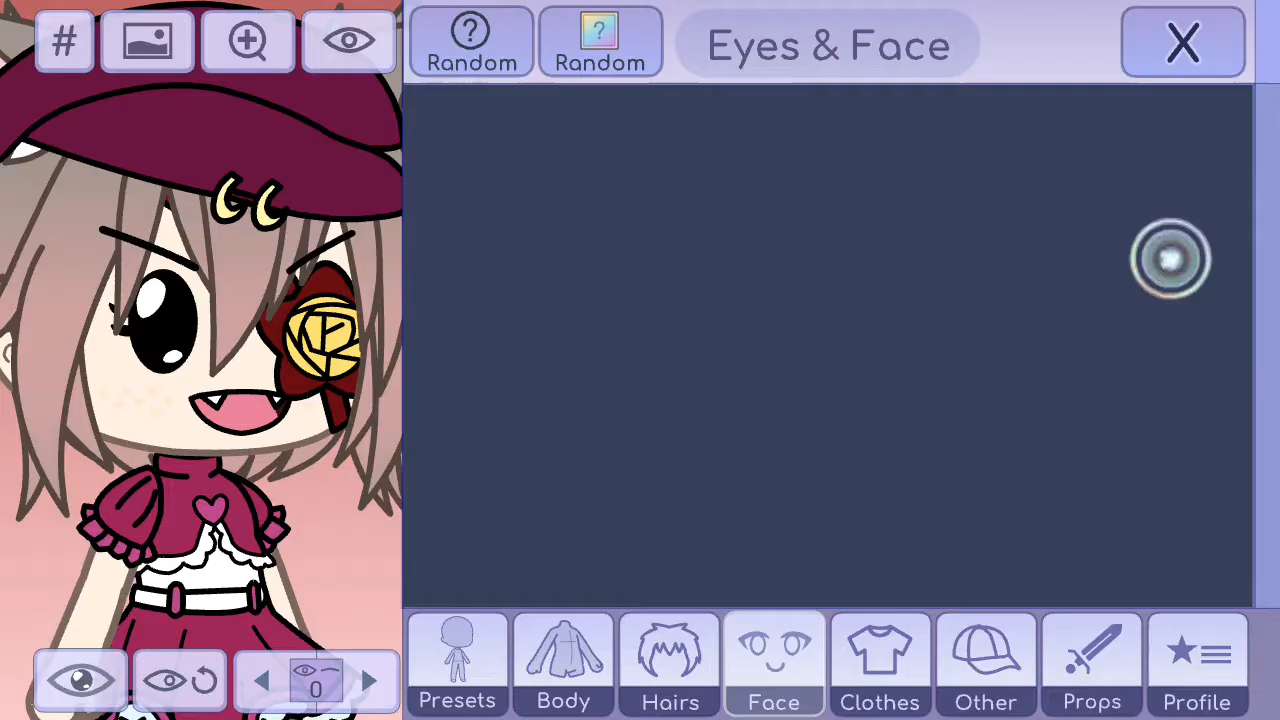 #
?
Random
?
Random
Eyes & Face
X
0
Presets
Body
Hairs
Face
Clothes
Other
Props
Profile